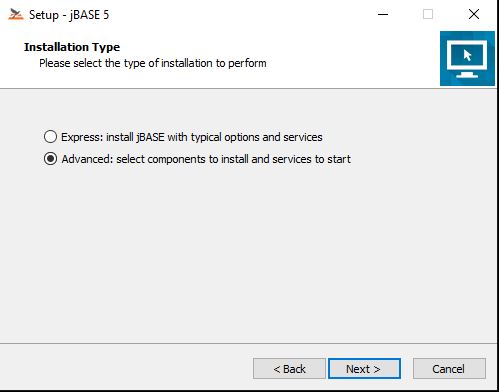 Setup - jBASE 5
Installation Type
Please select the type of installation to perform
Express: install jBASE with typical options and services
Advanced: select components to install and services to start
< Back
Next >
Cancel